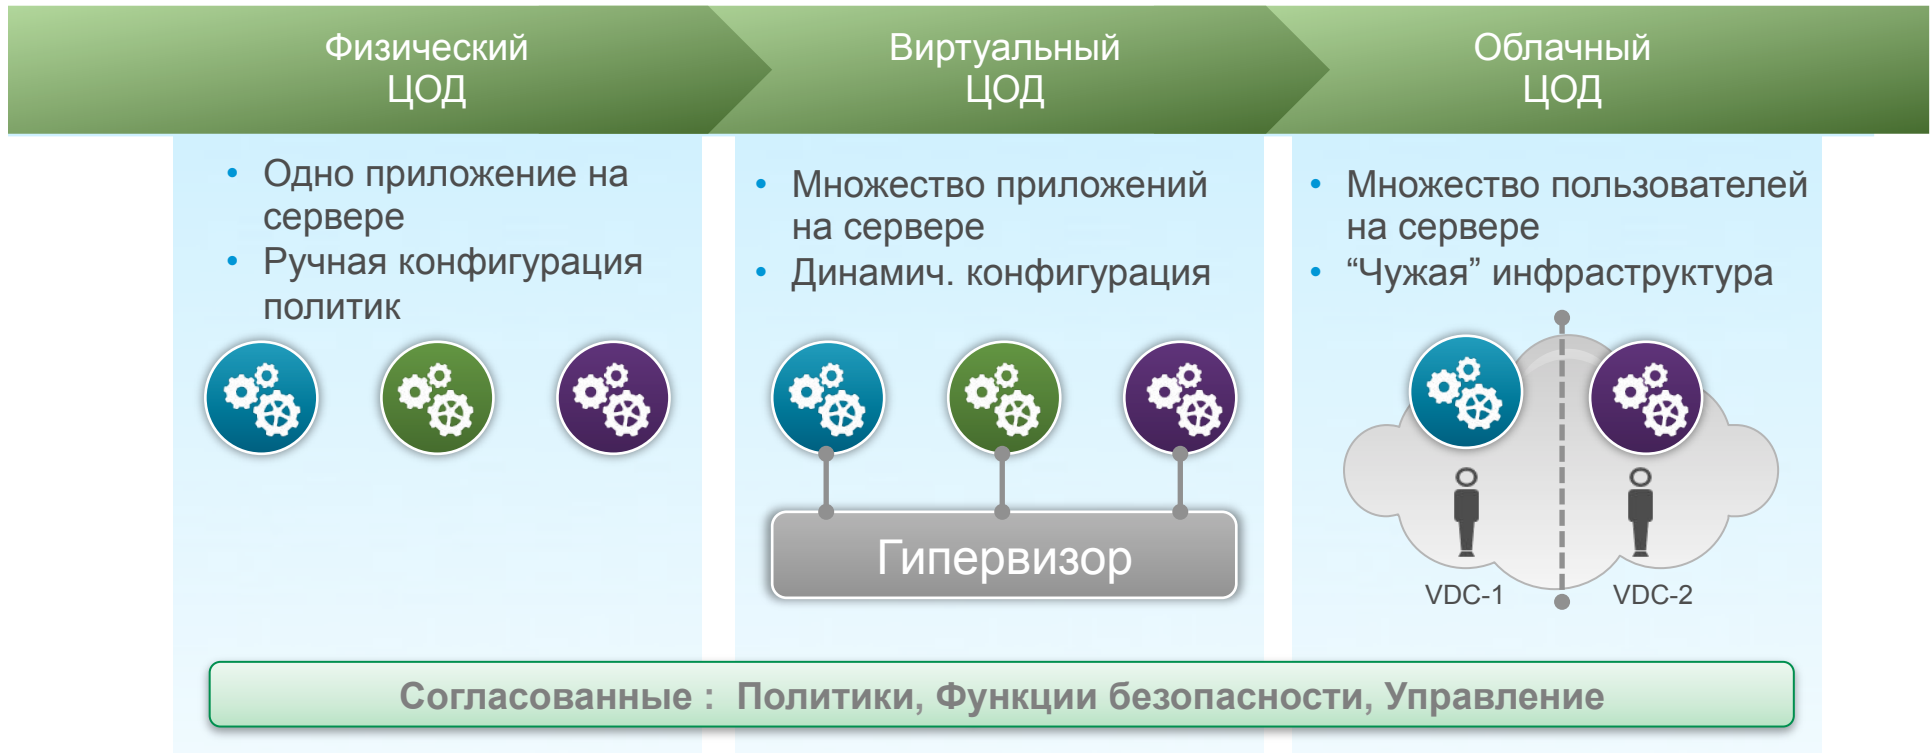 Физический
ЦОД
Виртуальный
ЦОД
Облачный
ЦОД
• Одно приложение на
сервере
• Ручная конфигурация
политик
• Множество приложений
на сервере
• Динамич. конфигурация
• Множество пользователей
на сервере
• “Чужая” инфраструктура
Гипервизор
VDC-1
VDC-2
Согласованные : Политики, Функции безопасности, Управление